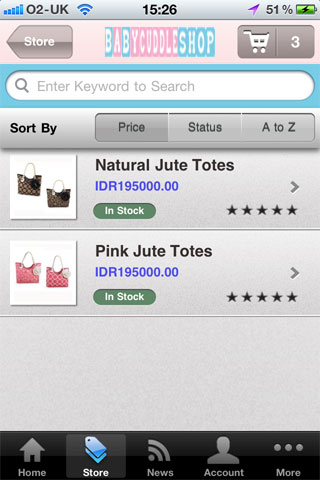 O2-UK 15:26 51%
Store BABYCUDDLESHOP 3
Enter Keyword to Search
Sort By Price Status A to Z
Natural Jute Totes
IDR195000.00
In Stock
Pink Jute Totes
IDR195000.00
In Stock
Home Store News Account More